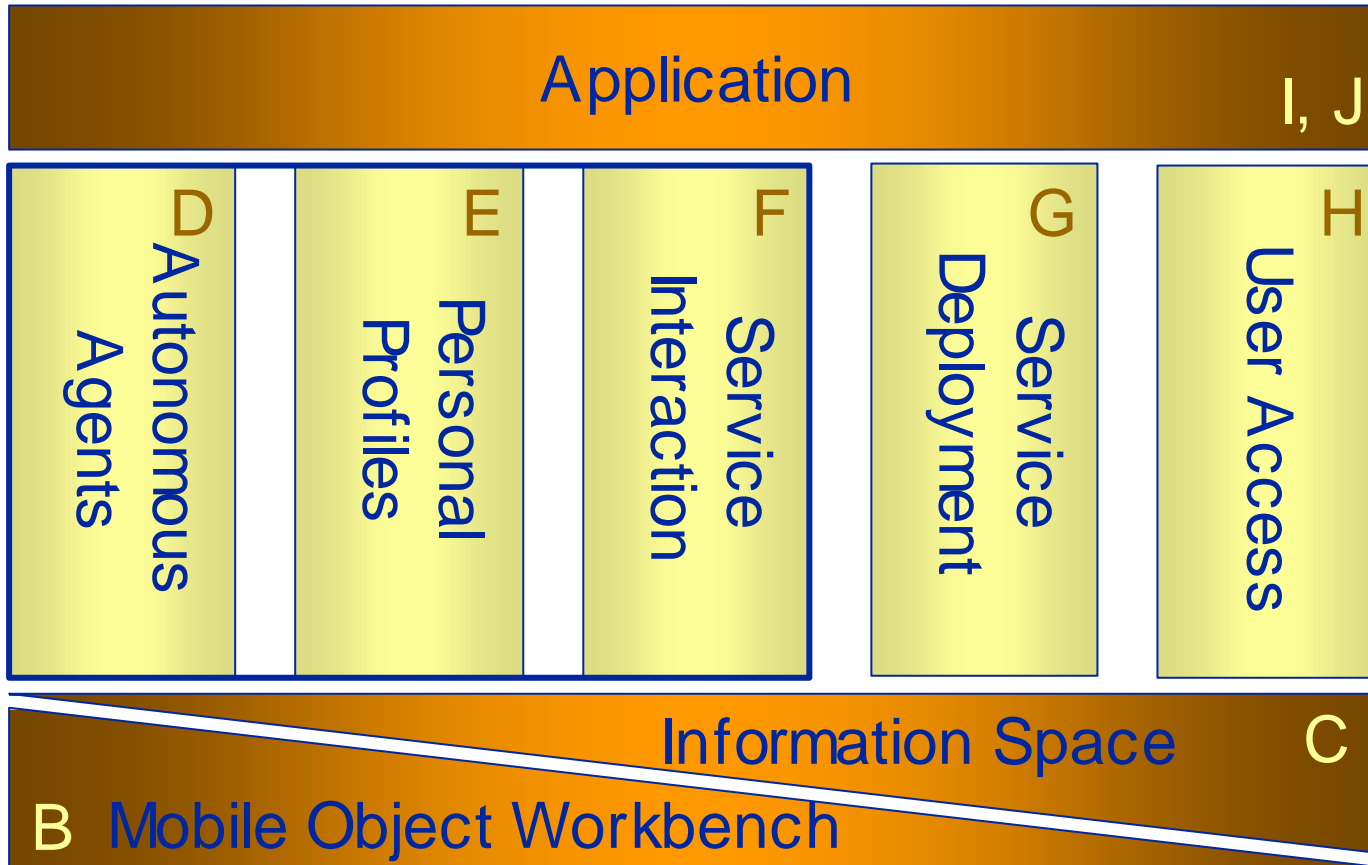 Application
I, J
D
Autonomous
Agents
E
Personal
Profiles
F
Service
Interaction
G
Service
Deployment
H
User Access
Information Space
C
B
Mobile Object Workbench